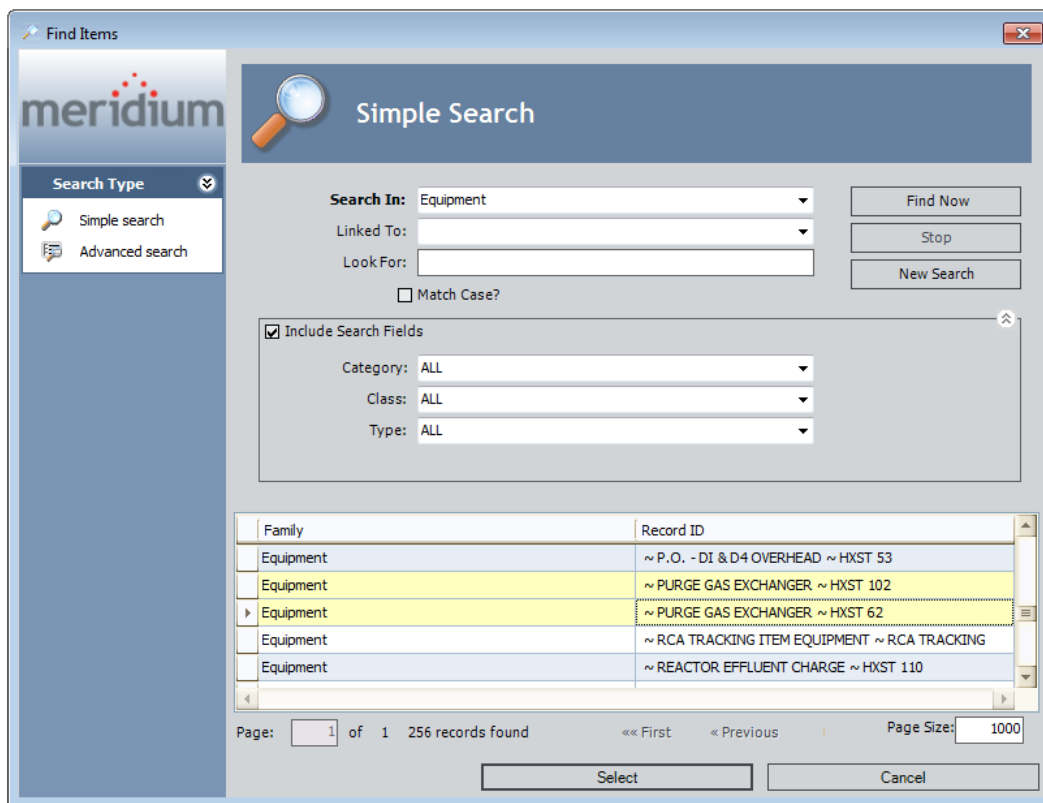 Find Items
meridium
Simple Search
Search Type
Simple search
Advanced search
Search In: Equipment
Find Now
Linked To:
Stop
Look For:
New Search
Match Case?
Include Search Fields
Category: ALL
Class: ALL
Type: ALL
Family Record ID
Equipment ~ P.O. - DI & D4 OVERHEAD ~ HXST 53
Equipment ~ PURGE GAS EXCHANGER ~ HXST 102
Equipment ~ PURGE GAS EXCHANGER ~ HXST 62
Equipment ~ RCA TRACKING ITEM EQUIPMENT ~ RCA TRACKING
Equipment ~ REACTOR EFFLUENT CHARGE ~ HXST 110
Page: 1 of 1 256 records found «« First « Previous Page Size: 1000
Select Cancel